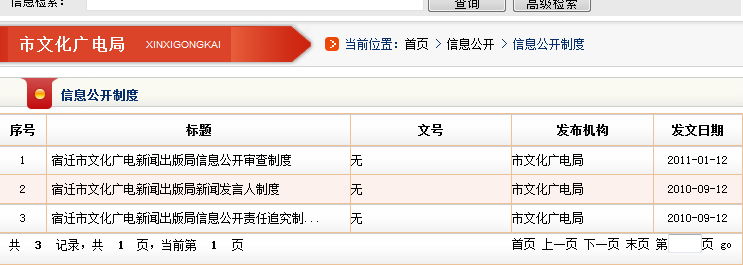 信息检索： 查询 高级检索
市文化广电局 XINXIGONGKAI 当前位置：首页 > 信息公开 > 信息公开制度
信息公开制度
序号 标题 文号 发布机构 发文日期
1 宿迁市文化广电新闻出版局信息公开审查制度 无 市文化广电局 2011-01-12
2 宿迁市文化广电新闻出版局新闻发言人制度 无 市文化广电局 2010-09-12
3 宿迁市文化广电新闻出版局信息公开责任追究制... 无 市文化广电局 2010-09-12
共 3 记录，共 1 页，当前第 1 页 首页 上一页 下一页 末页 第 页 go